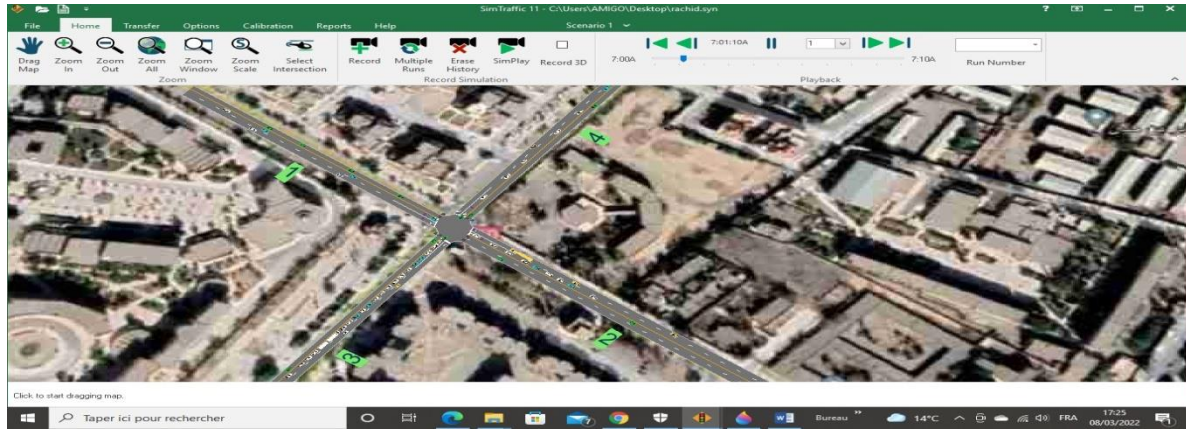 SimTraffic 11 - C:\Users\AMIGO\Desktop\rachid.syn
File Home Transfer Options Calibration Reports Help Scenario 1
Drag Map
Zoom In
Zoom Out
Zoom All
Zoom Window
Zoom Scale
Select Intersection
Zoom
Record
Multiple Runs
Erase History
SimPlay
Record 3D
Record Simulation
7:01:10A
1
7:00A
7:10A
Playback
Run Number
4
1
2
3
Click to start dragging map.
Taper ici pour rechercher
Bureau
14°C
FRA
17:25
08/03/2022